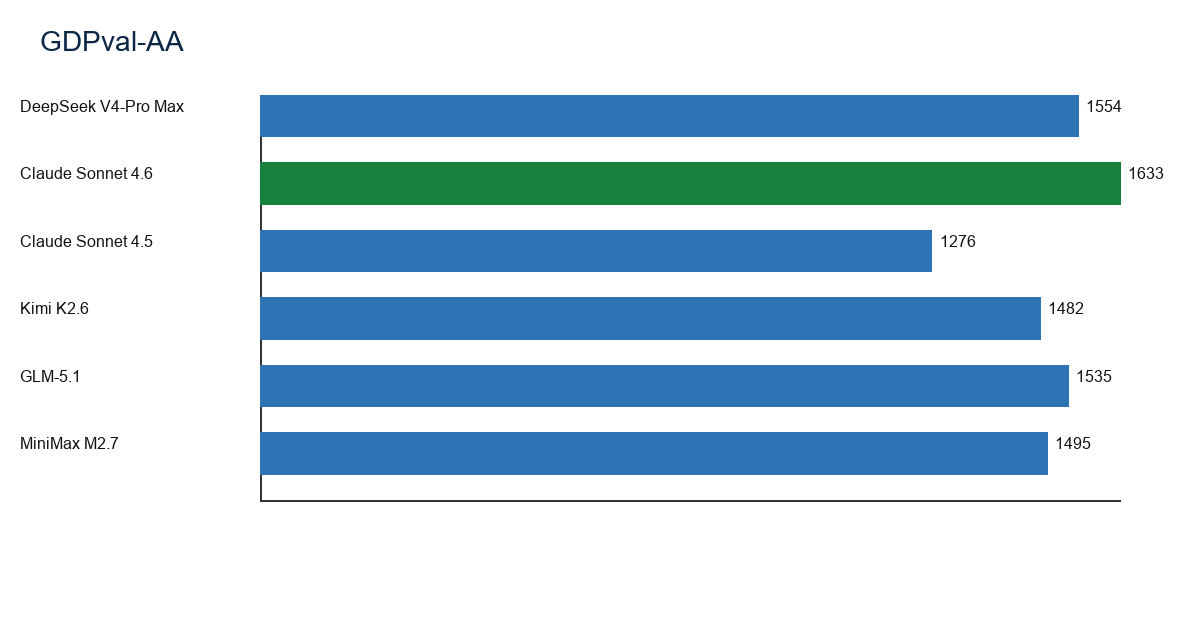 GDPval-AA
DeepSeek V4-Pro Max 1554
Claude Sonnet 4.6 1633
Claude Sonnet 4.5 1276
Kimi K2.6 1482
GLM-5.1 1535
MiniMax M2.7 1495